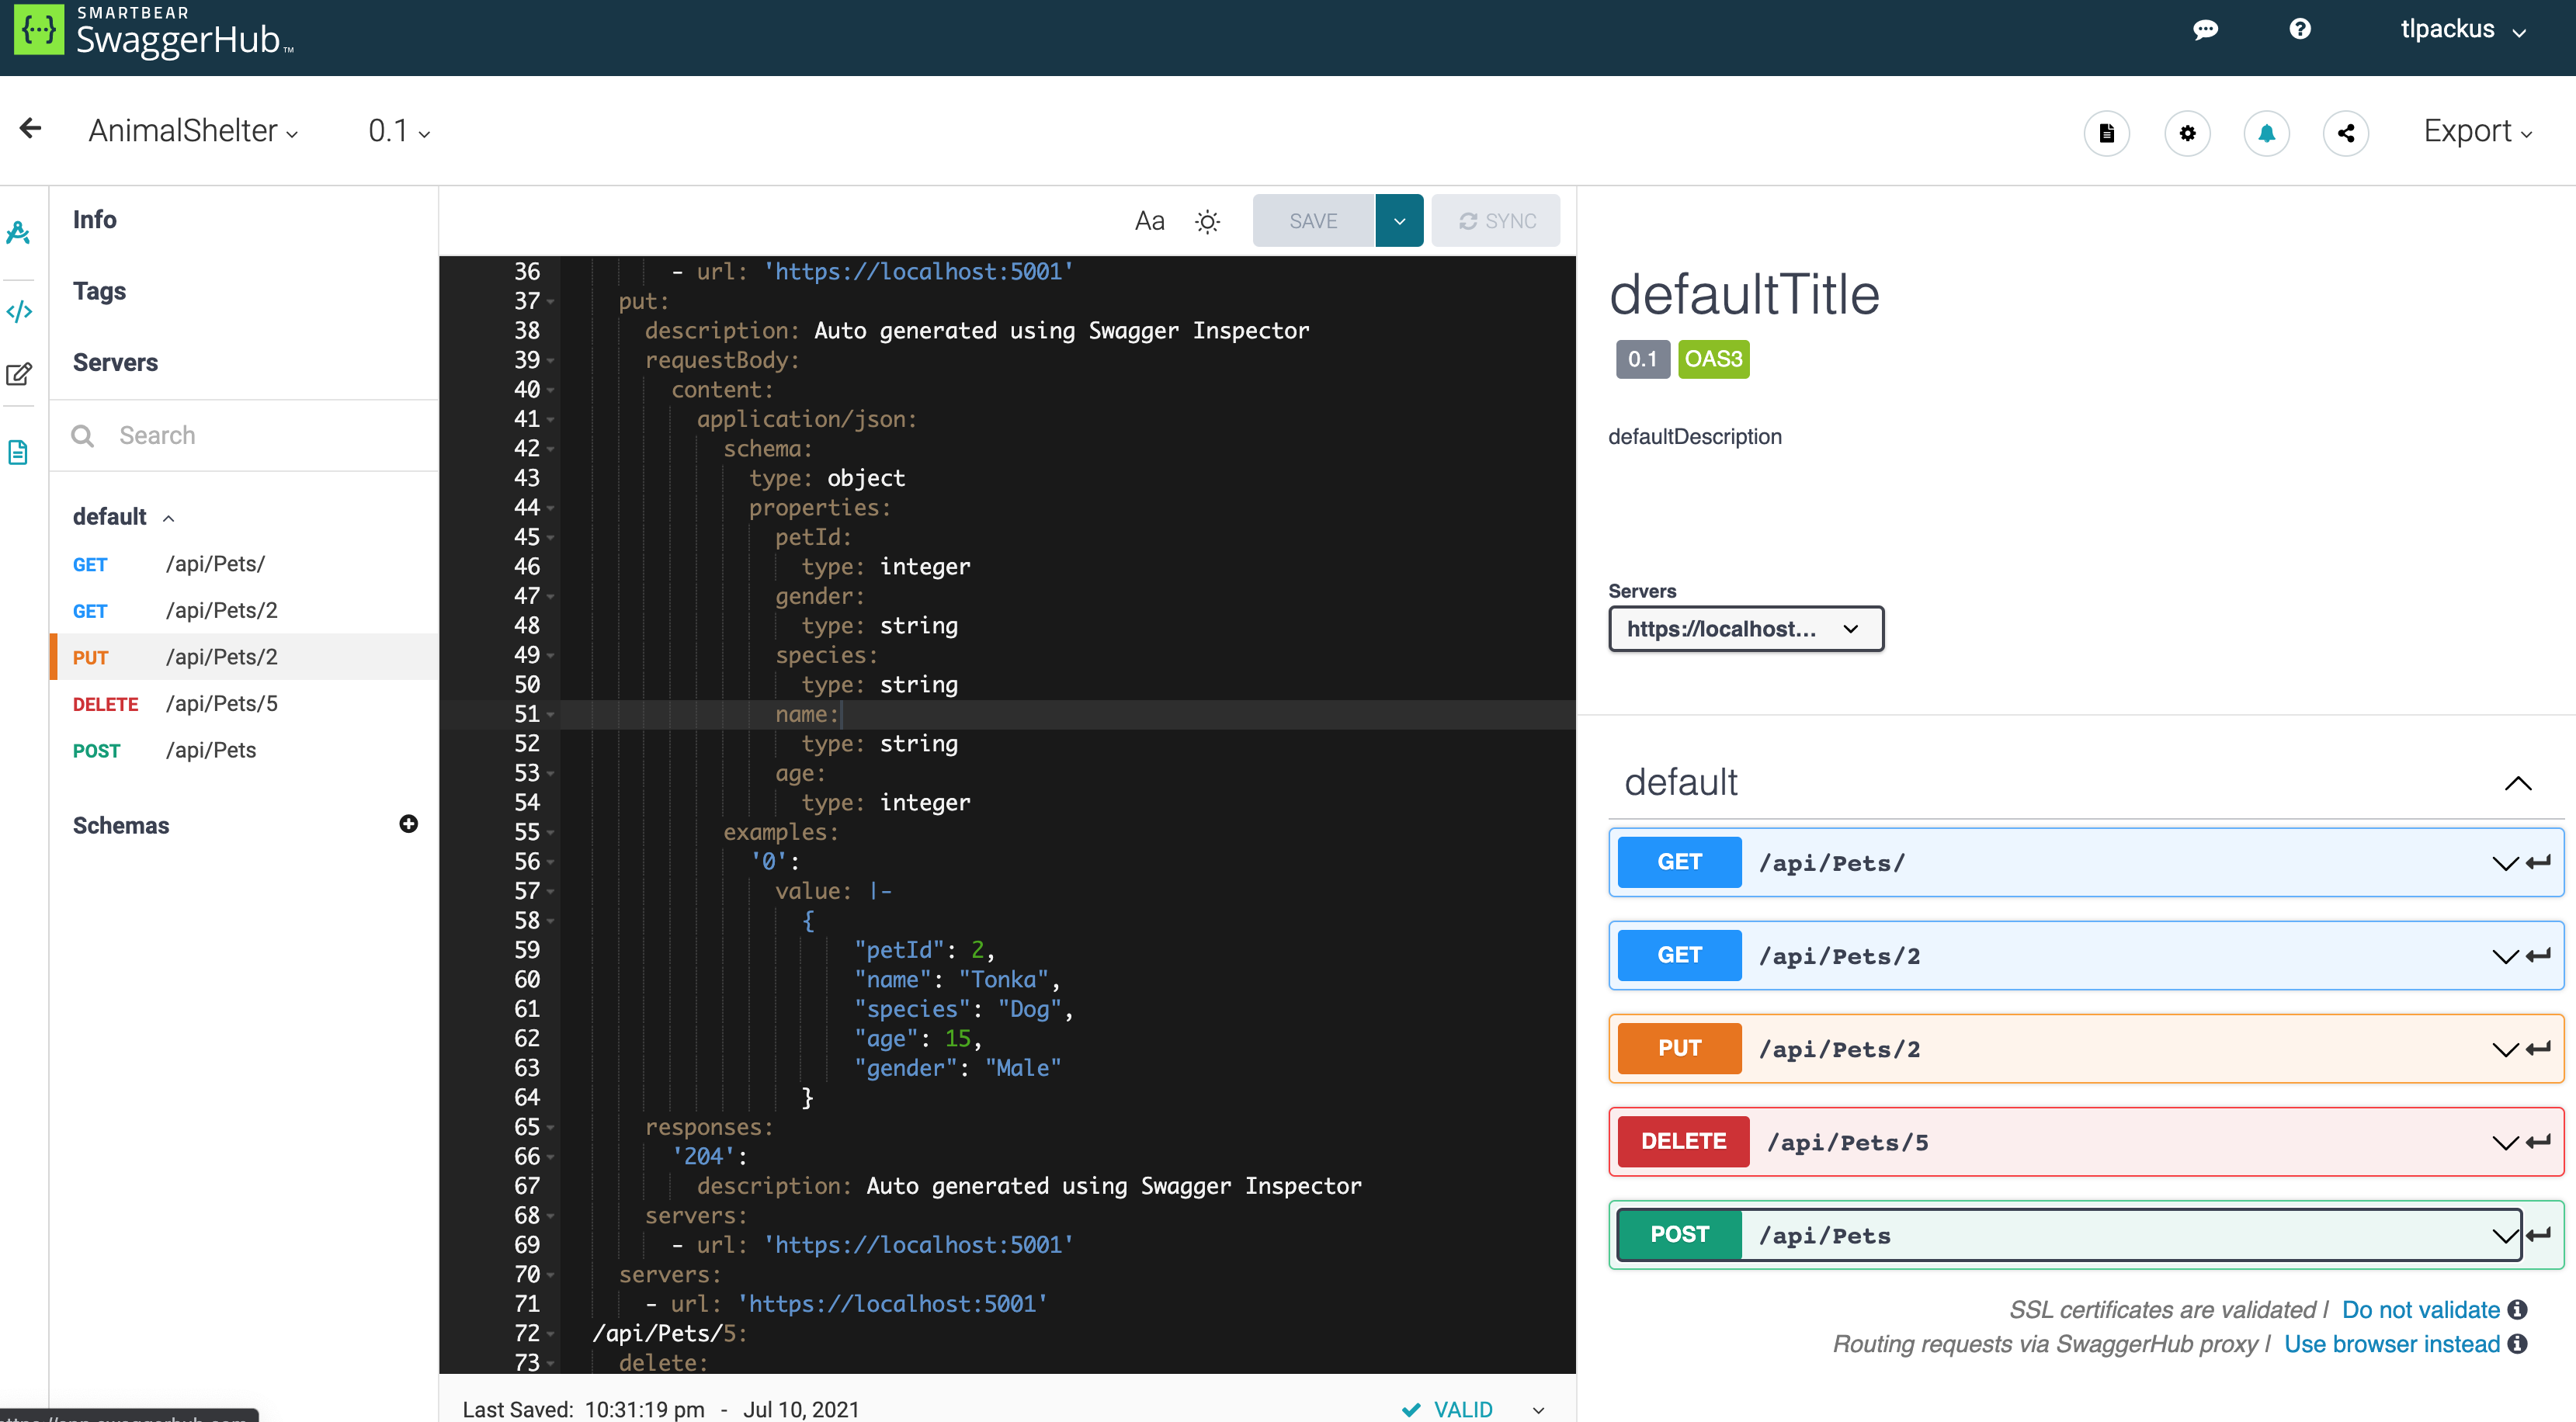 SMARTBEAR
SwaggerHub™
tlpackus
AnimalShelter
0.1
Export
Info
Tags
Servers
Search
default
GET /api/Pets/
GET /api/Pets/2
PUT /api/Pets/2
DELETE /api/Pets/5
POST /api/Pets
Schemas
Aa
SAVE
SYNC
36 - url: 'https://localhost:5001'
37 put:
38 description: Auto generated using Swagger Inspector
39 requestBody:
40 content:
41 application/json:
42 schema:
43 type: object
44 properties:
45 petId:
46 type: integer
47 gender:
48 type: string
49 species:
50 type: string
51 name:
52 type: string
53 age:
54 type: integer
55 examples:
56 '0':
57 value: |-
58 {
59 "petId": 2,
60 "name": "Tonka",
61 "species": "Dog",
62 "age": 15,
63 "gender": "Male"
64 }
65 responses:
66 '204':
67 description: Auto generated using Swagger Inspector
68 servers:
69 - url: 'https://localhost:5001'
70 servers:
71 - url: 'https://localhost:5001'
72 /api/Pets/5:
73 delete:
Last Saved: 10:31:19 pm - Jul 10, 2021
VALID
defaultTitle
0.1 OAS3
defaultDescription
Servers
https://localhost...
default
GET /api/Pets/
GET /api/Pets/2
PUT /api/Pets/2
DELETE /api/Pets/5
POST /api/Pets
SSL certificates are validated | Do not validate
Routing requests via SwaggerHub proxy | Use browser instead